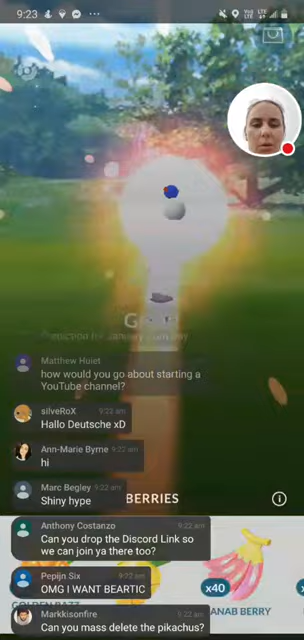 9:23
Matthew Huiet
how would you go about starting a
YouTube channel?
silveRoX 9:22 am
Hallo Deutsche xD
Ann-Marie Byrne 9:22 am
hi
Marc Begley 9:22 am
Shiny hype
BERRIES
Anthony Costanzo 9:22 am
Can you drop the Discord Link so
we can join ya there too?
Pepijn Six 9:22 am
OMG I WANT BEARTIC
x40
NANAB BERRY
Markkisonfire 9:22 am
Can you mass delete the pikachus?